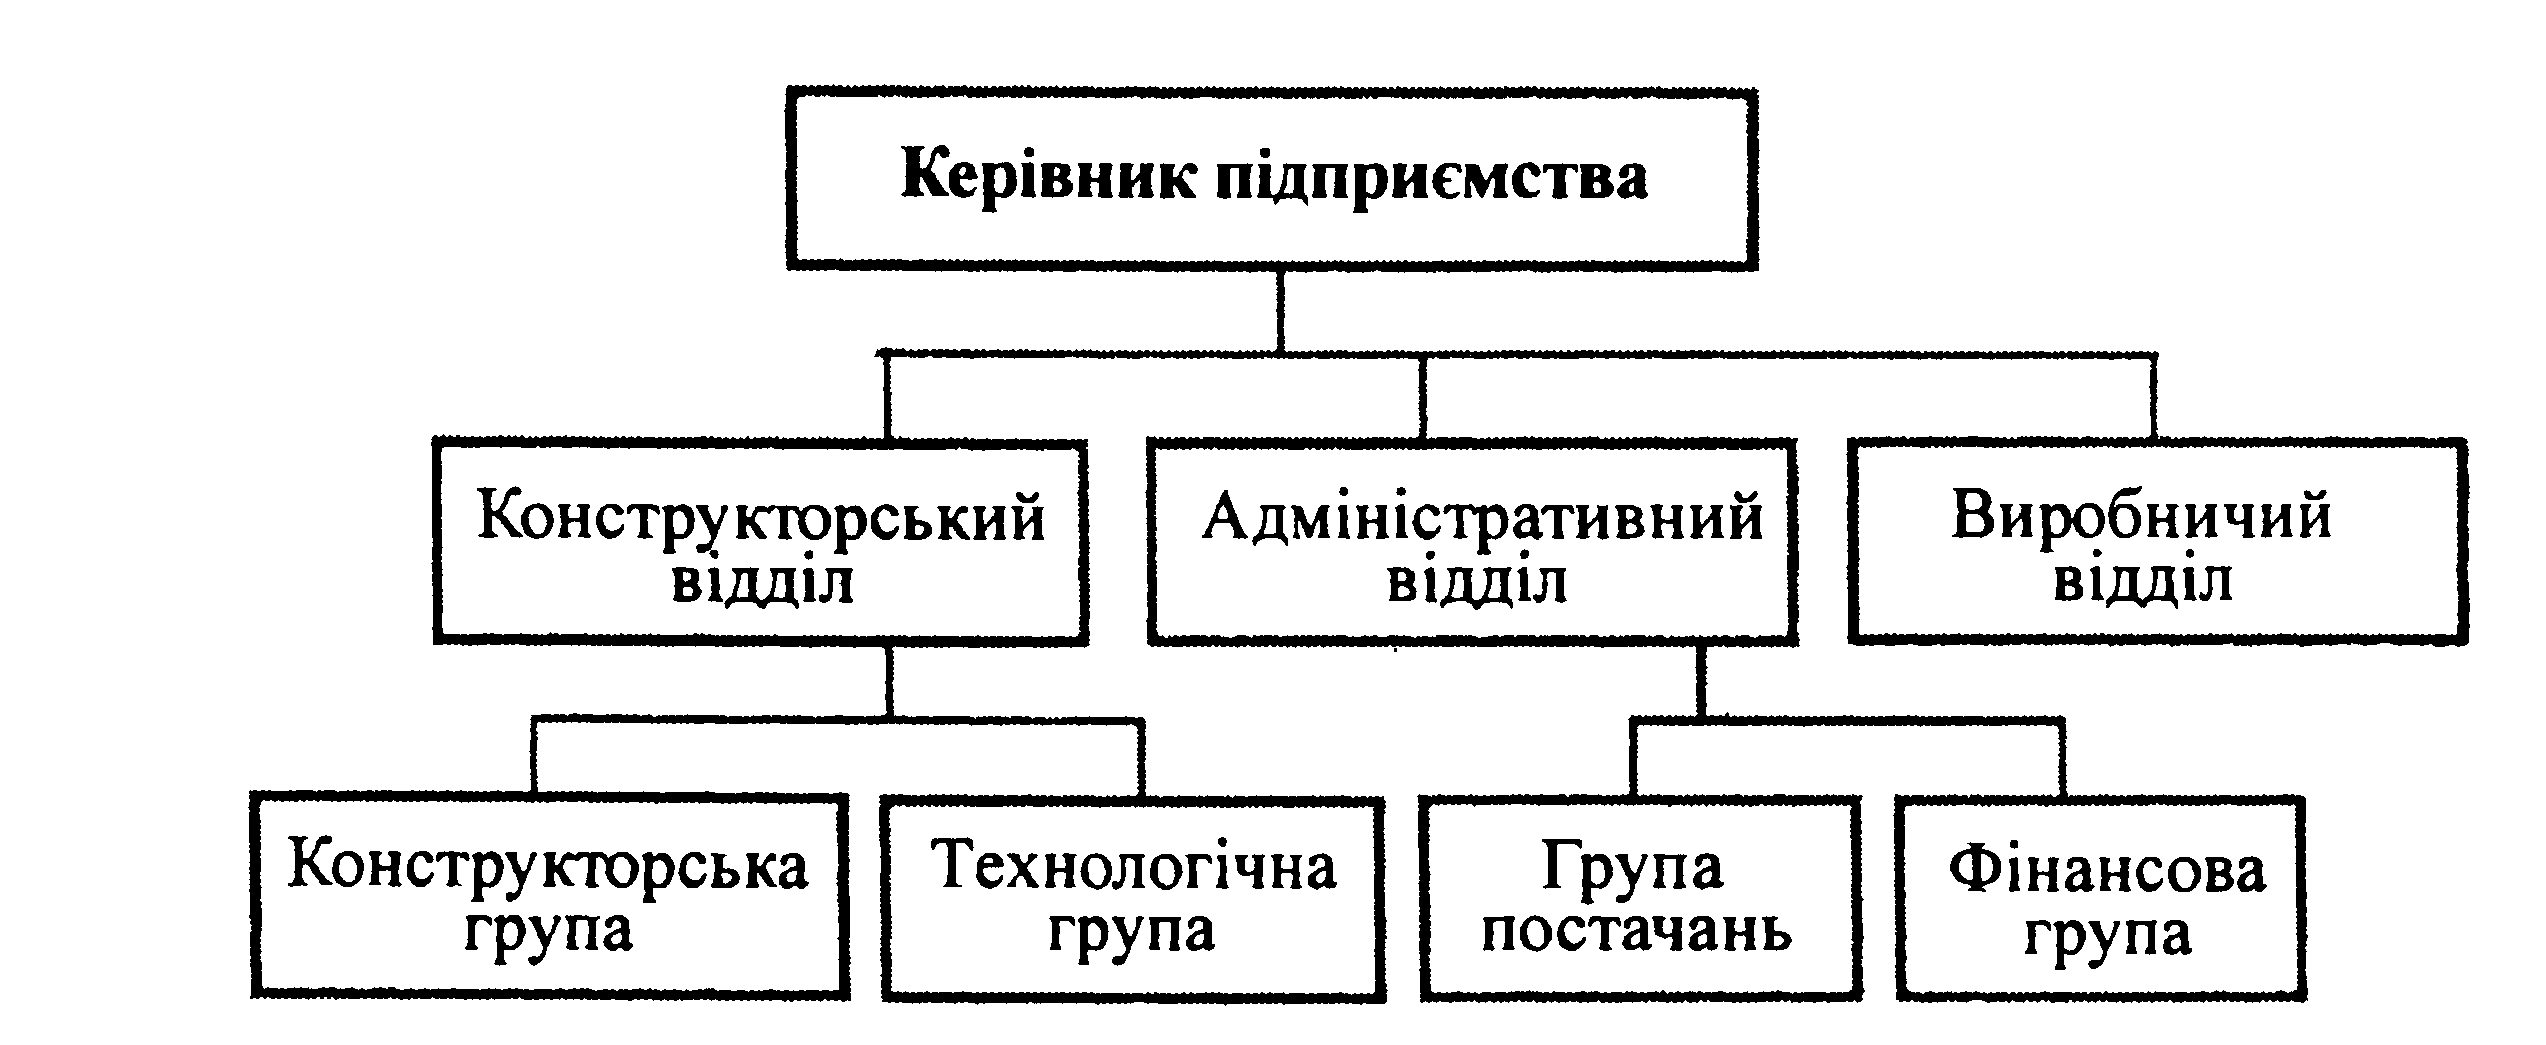 Керівник підприємства
Конструкторський
відділ
Адміністративний
відділ
Виробничий
відділ
Конструкторська
група
Технологічна
група
Група
постачань
Фінансова
група